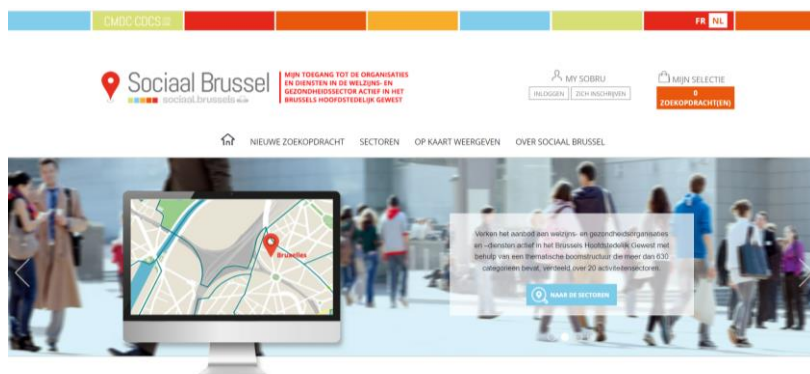 CMDC CDCS
FR NL
Sociaal Brussel
sociaal.brussels
MIJN TOEGANG TOT DE ORGANISATIES
EN DIENSTEN IN DE WELZIJNS- EN
GEZONDHEIDSSECTOR ACTIEF IN HET
BRUSSELS HOOFDSTEDELIJK GEWEST
MY SOBRU
INLOGGEN ZICH INSCHRIJVEN
MIJN SELECTIE
0
ZOEKOPDRACHT(EN)
NIEUWE ZOEKOPDRACHT SECTOREN OP KAART WEERGEVEN OVER SOCIAAL BRUSSEL
Bruxelles
Verken het aanbod aan welzijns- en gezondheidsorganisaties
en –diensten actief in het Brussels Hoofdstedelijk Gewest met
behulp van een thematische boomstructuur die meer dan 630
categorieën bevat, verdeeld over 20 activiteitensectoren.
NAAR DE SECTOREN